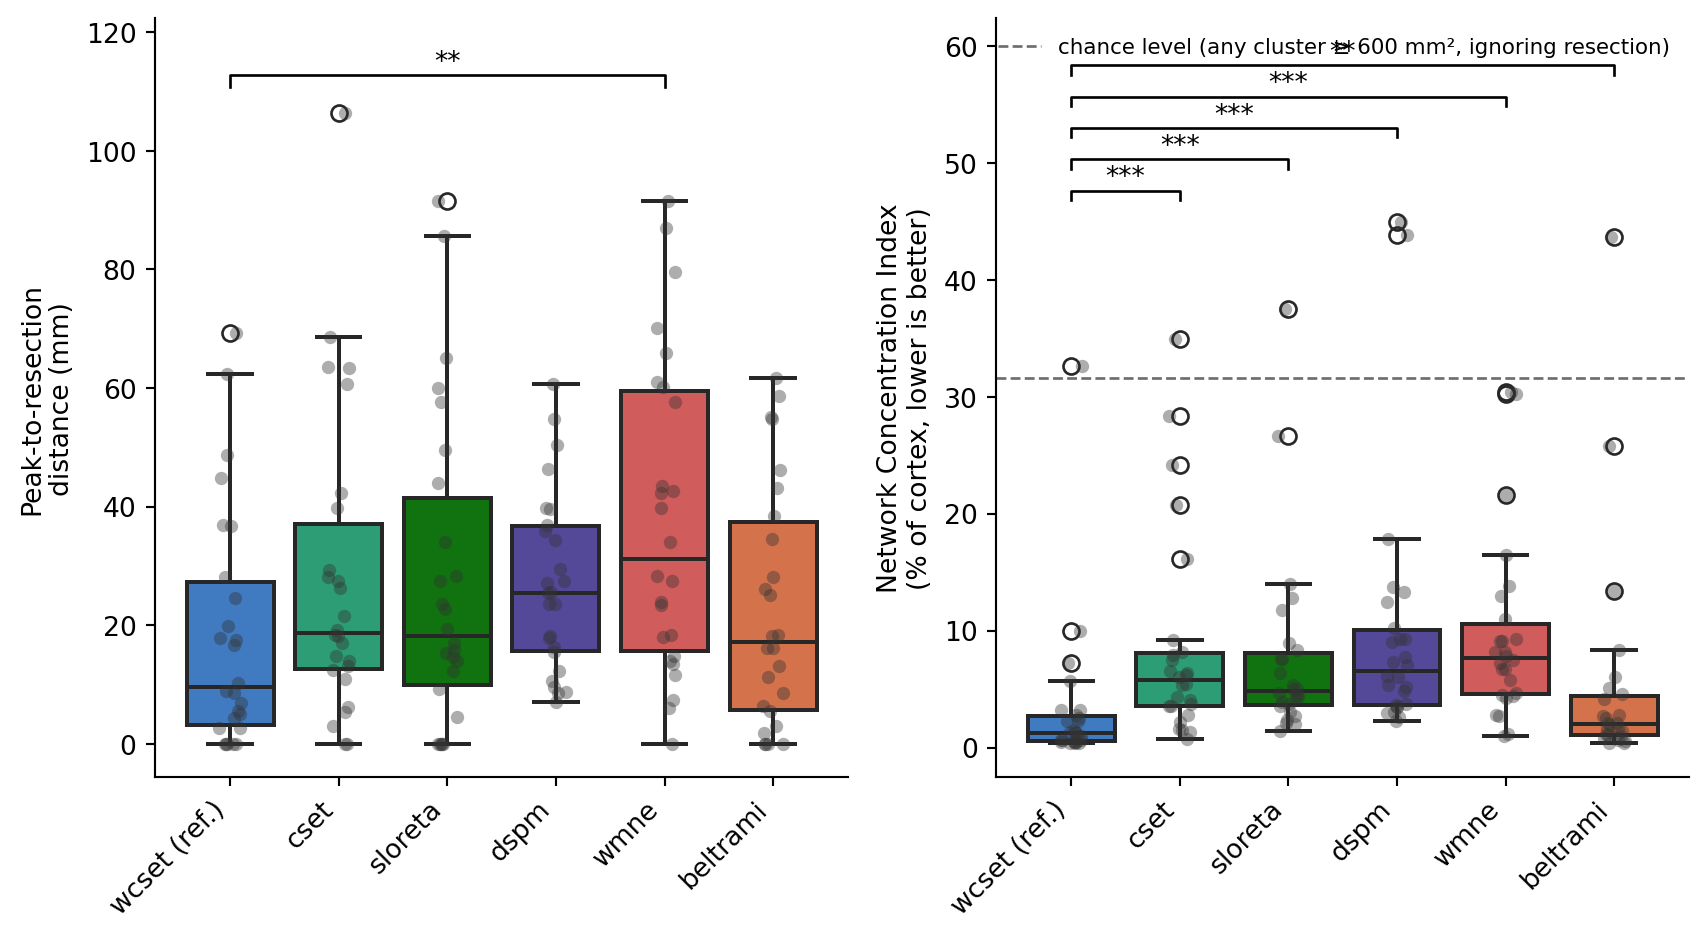 120
100
80
60
40
20
0
Peak-to-resection
distance (mm)
**
wcset (ref.)
cset
sloreta
dspm
wmne
beltrami
60
50
40
30
20
10
0
Network Concentration Index
(% of cortex, lower is better)
chance level (any cluster ≥ 600 mm², ignoring resection)
**
***
***
***
***
wcset (ref.)
cset
sloreta
dspm
wmne
beltrami